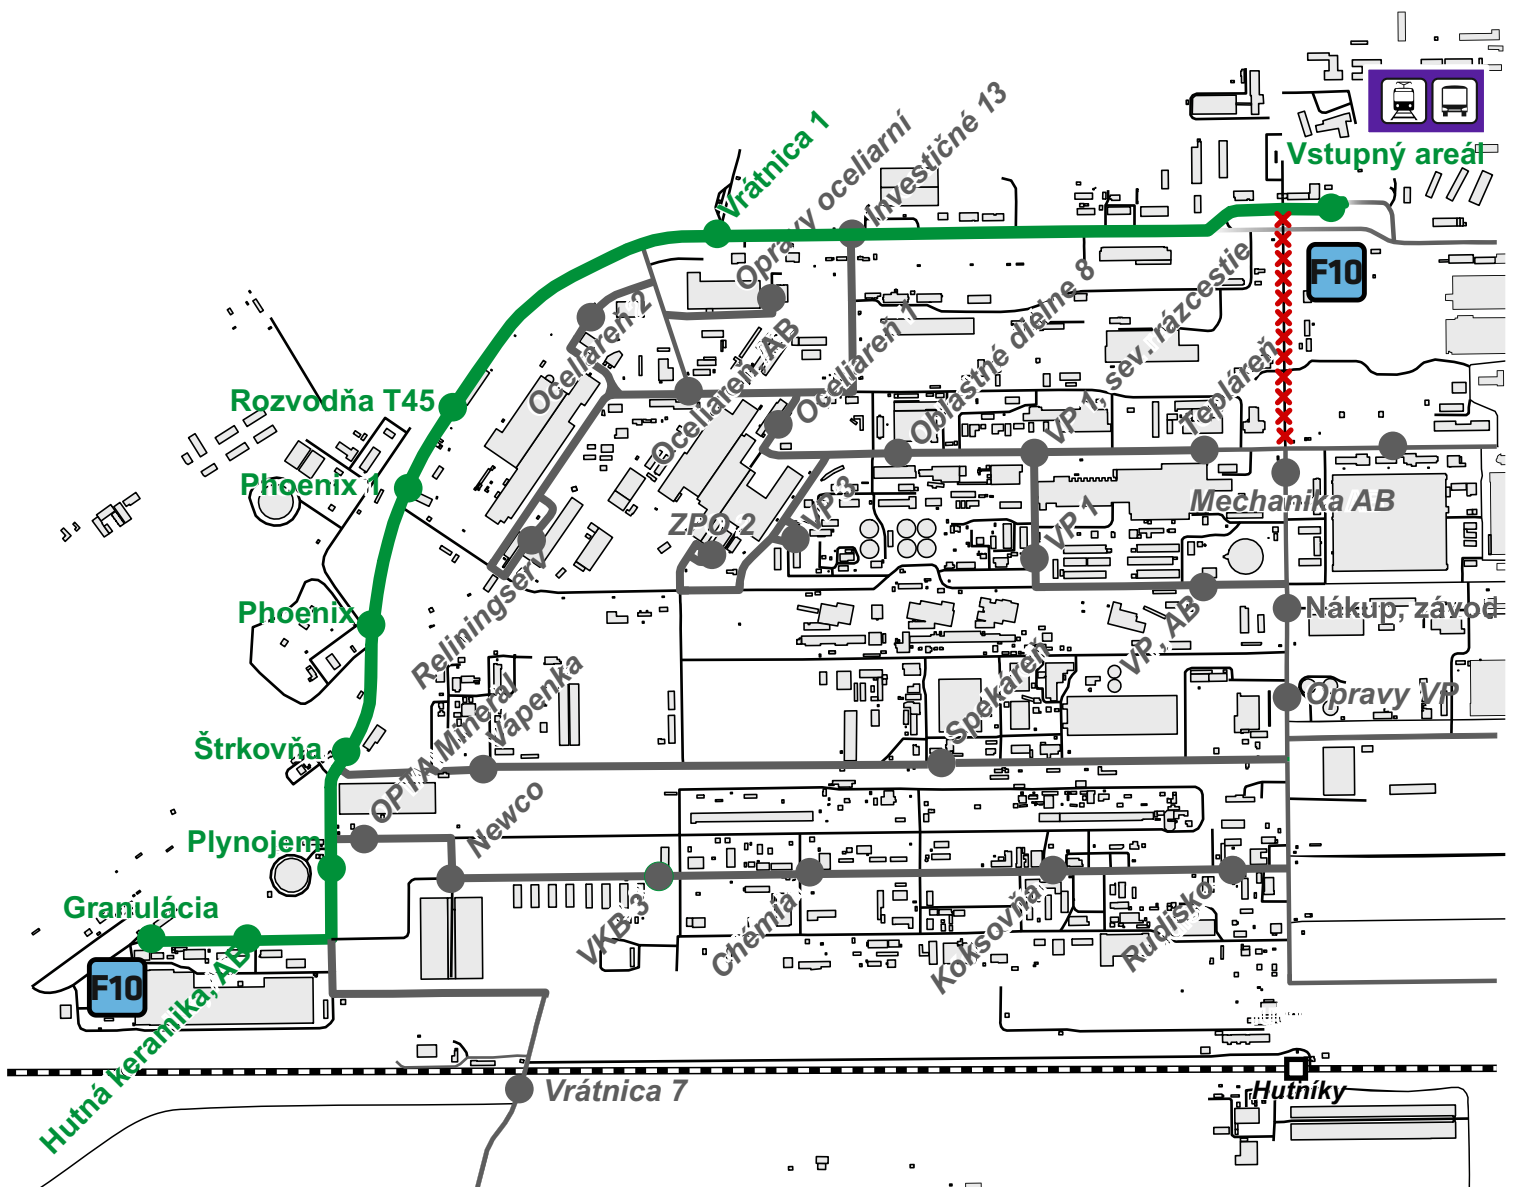 Vstupný areál
F10
Vrátnica 1
Opravy oceliarní
Investičné 13
Oceliareň 2
Oceliareň, AB
Oceliareň 1
Oblastné dielne 8
VP 1, sev. rázcestie
Tepláreň
Rozvodňa T45
Phoenix 1
ZPO 2
VP 3
VP 1
Mechanika AB
Phoenix
Reliningserv
VP, AB
Nákup, závod
Opravy VP
Štrkovňa
OPTA Mineral
Vápenka
Spekáreň
Plynojem
Newco
Granulácia
VKB 3
Chémia
Koksovňa
Rudisko
F10
Hutná keramika, AB
Vrátnica 7
Hutníky